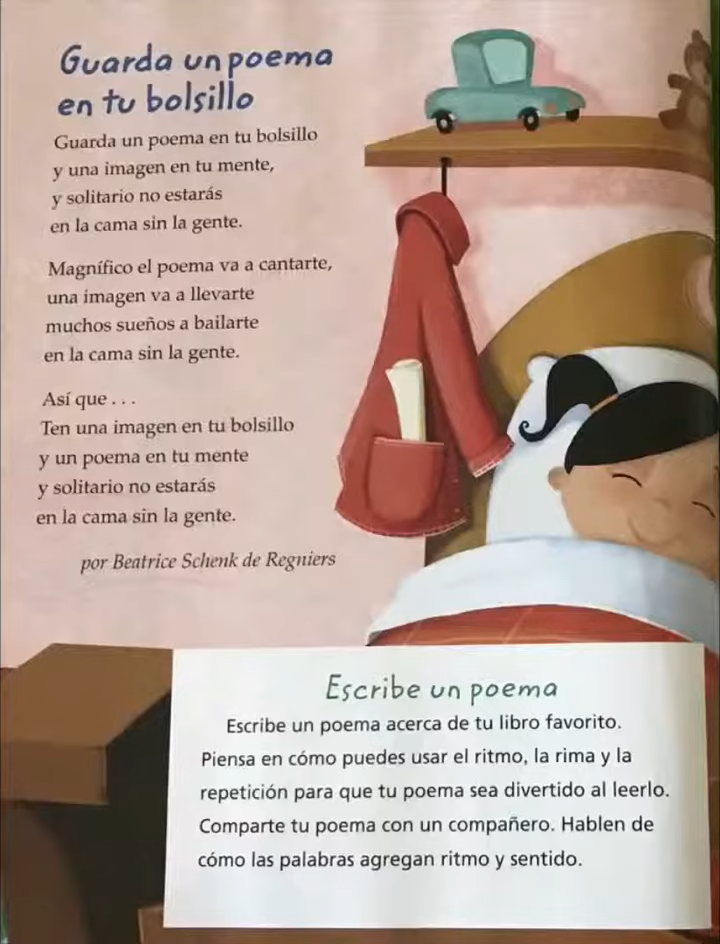 Guarda un poema
en tu bolsillo
Guarda un poema en tu bolsillo
y una imagen en tu mente,
y solitario no estarás
en la cama sin la gente.
Magnífico el poema va a cantarte,
una imagen va a llevarte
muchos sueños a bailarte
en la cama sin la gente.
Así que . . .
Ten una imagen en tu bolsillo
y un poema en tu mente
y solitario no estarás
en la cama sin la gente.
por Beatrice Schenk de Regniers
Escribe un poema
Escribe un poema acerca de tu libro favorito.
Piensa en cómo puedes usar el ritmo, la rima y la
repetición para que tu poema sea divertido al leerlo.
Comparte tu poema con un compañero. Hablen de
cómo las palabras agregan ritmo y sentido.